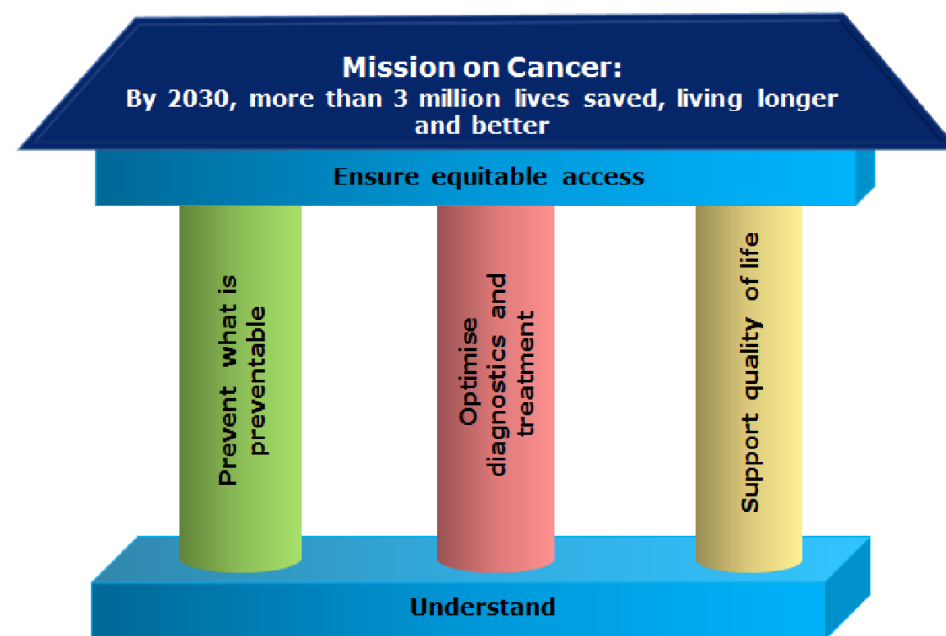 Mission on Cancer:
By 2030, more than 3 million lives saved, living longer
and better
Ensure equitable access
Prevent what is
preventable
Optimise
diagnostics and
treatment
Support quality of life
Understand